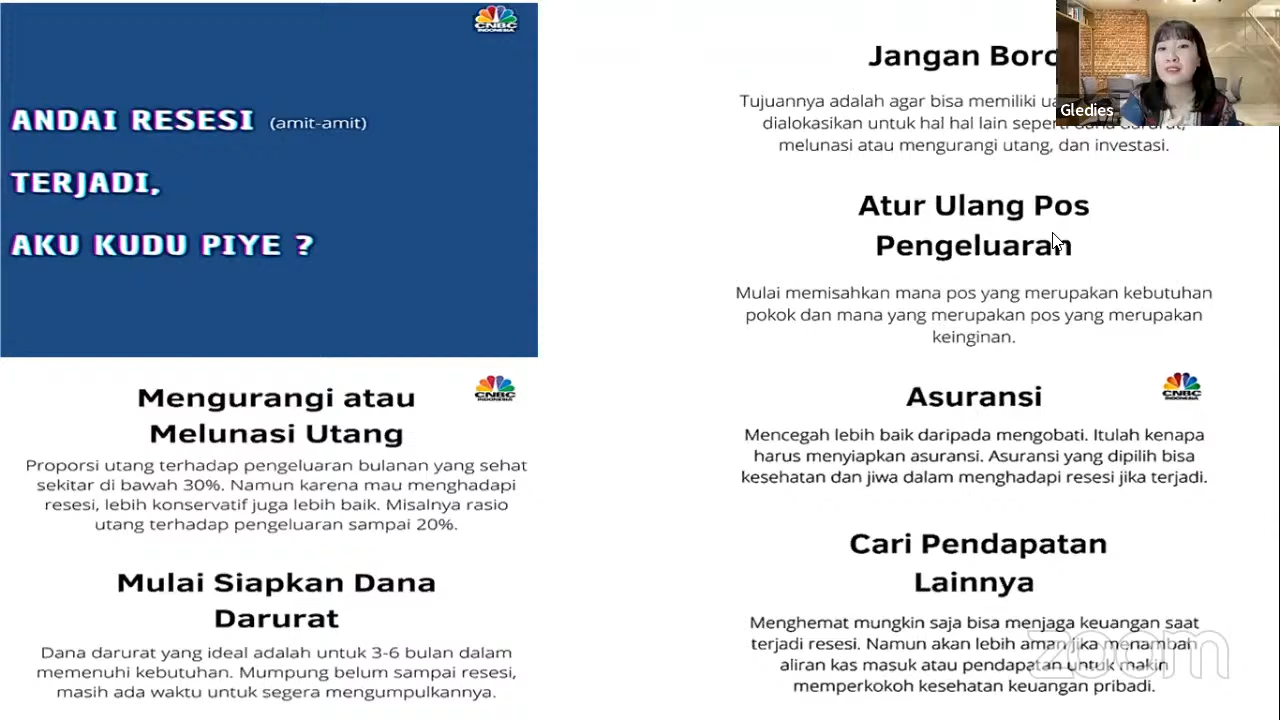 CNBC
INDONESIA
ANDAI RESESI (amit-amit)
TERJADI,
AKU KUDU PIYE ?
Jangan
Tujuannya adalah agar bisa memiliki
dialokasikan untuk hal hal lain
melunasi atau mengurangi utang, dan investasi.
Gledies
Atur Ulang Pos
Pengeluaran
Mulai memisahkan mana pos yang merupakan kebutuhan
pokok dan mana yang merupakan pos yang merupakan
keinginan.
Mengurangi atau
Melunasi Utang
CNBC
INDONESIA
Proporsi utang terhadap pengeluaran bulanan yang sehat
sekitar di bawah 30%. Namun karena mau menghadapi
resesi, lebih konservatif juga lebih baik. Misalnya rasio
utang terhadap pengeluaran sampai 20%.
Mulai Siapkan Dana
Darurat
Dana darurat yang ideal adalah untuk 3-6 bulan dalam
memenuhi kebutuhan. Mumpung belum sampai resesi,
masih ada waktu untuk segera mengumpulkannya.
Asuransi
CNBC
INDONESIA
Mencegah lebih baik daripada mengobati. Itulah kenapa
harus menyiapkan asuransi. Asuransi yang dipilih bisa
kesehatan dan jiwa dalam menghadapi resesi jika terjadi.
Cari Pendapatan
Lainnya
Menghemat mungkin saja bisa menjaga keuangan saat
terjadi resesi. Namun akan lebih aman jika menambah
aliran kas masuk atau pendapatan untuk makin
memperkokoh kesehatan keuangan pribadi.
zoom